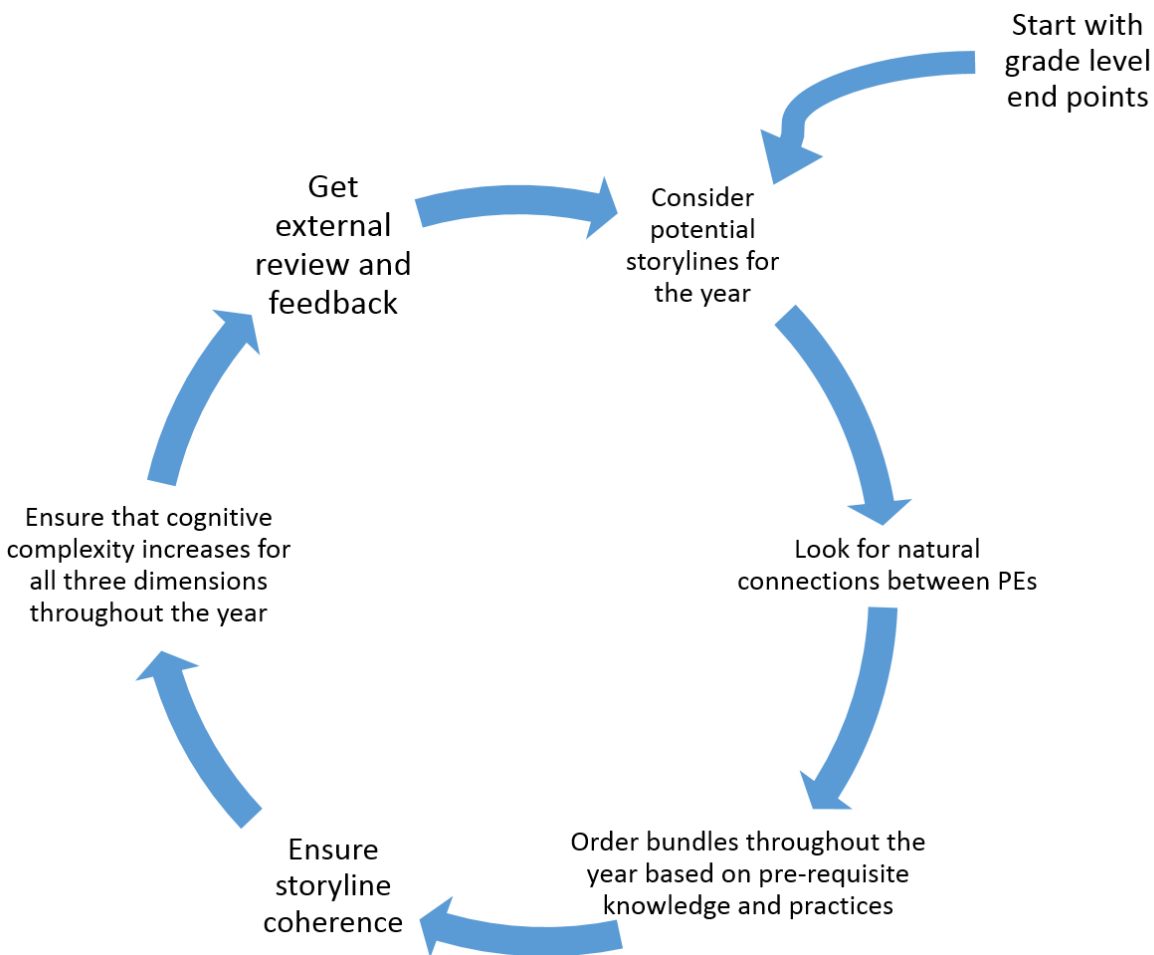 Start with
grade level
end points
Consider
potential
storylines for
the year
Look for natural
connections between PEs
Order bundles throughout the
year based on pre-requisite
knowledge and practices
Ensure
storyline
coherence
Ensure that cognitive
complexity increases for
all three dimensions
throughout the year
Get
external
review and
feedback